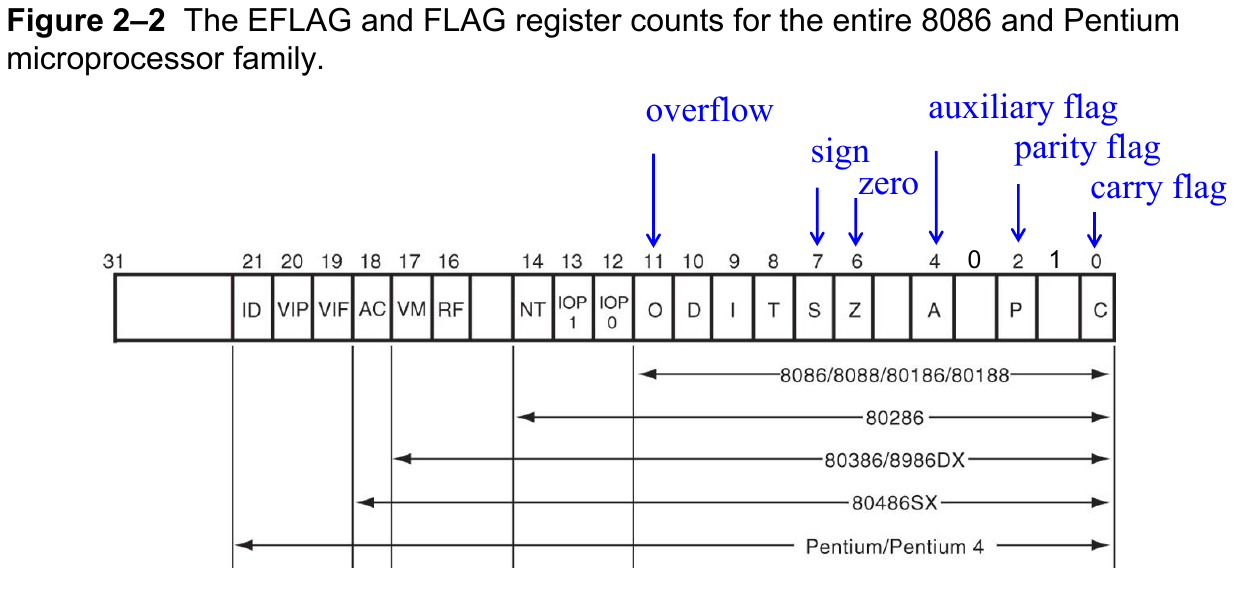 Figure 2–2 The EFLAG and FLAG register counts for the entire 8086 and Pentium
microprocessor family.
overflow
auxiliary flag
sign
parity flag
zero
carry flag
31 21 20 19 18 17 16 14 13 12 11 10 9 8 7 6 4 0 2 1 0
ID VIP VIF AC VM RF NT IOP 1 IOP 0 O D I T S Z A P C
8086/8088/80186/80188
80286
80386/8986DX
80486SX
Pentium/Pentium 4